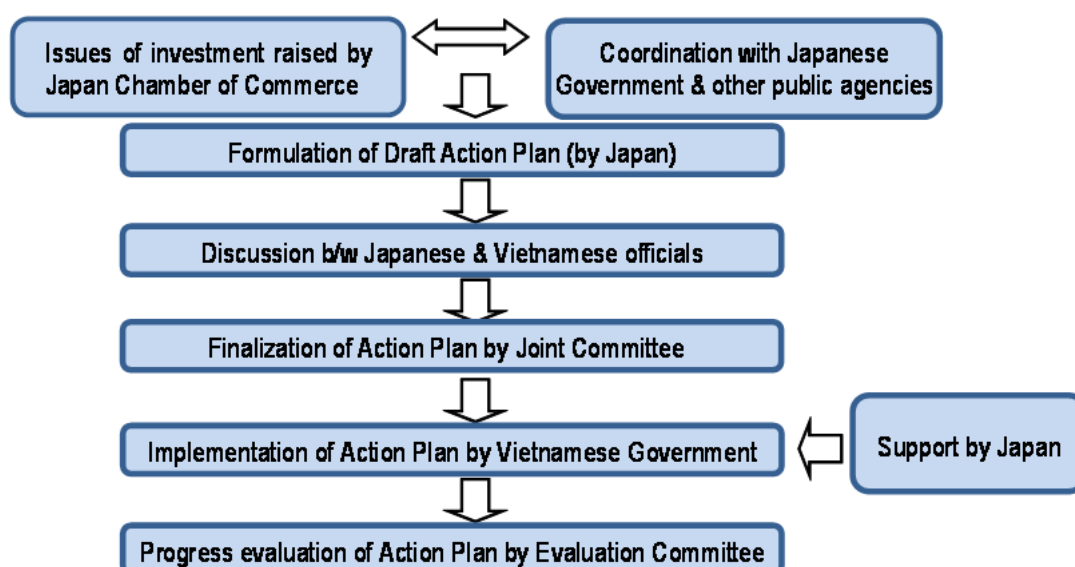 Issues of investment raised by
Japan Chamber of Commerce
Coordination with Japanese
Government & other public agencies
Formulation of Draft Action Plan (by Japan)
Discussion b/w Japanese & Vietnamese officials
Finalization of Action Plan by Joint Committee
Implementation of Action Plan by Vietnamese Government
Support by Japan
Progress evaluation of Action Plan by Evaluation Committee